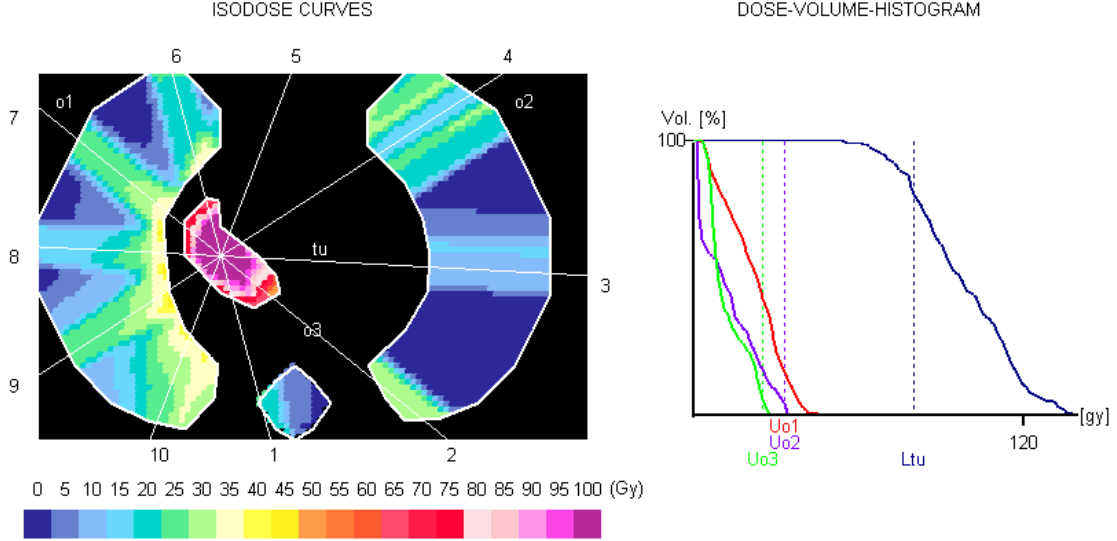 ISODOSE CURVES
DOSE-VOLUME-HISTOGRAM
6
5
4
7
o1
o2
Vol. [%]
100
tu
8
3
o3
9
10
1
2
[gy]
120
Uo1
Uo2
Uo3
Ltu
0 5 10 15 20 25 30 35 40 45 50 55 60 65 70 75 80 85 90 95 100 (Gy)